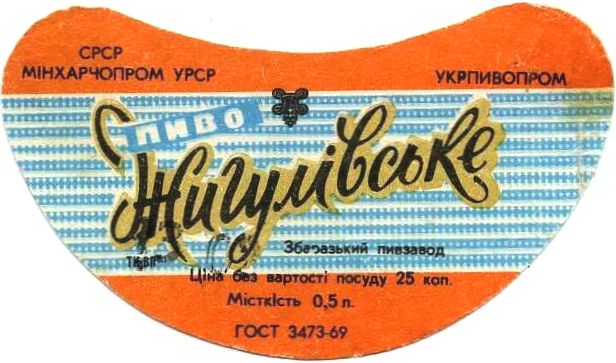 СРСР
МІНХАРЧОПРОМ УРСР
УКРПИВОПРОМ
ПИВО
Жигулівське
Збаразький пивзавод
Ціна без вартості посуду 25 коп.
Місткість 0,5 л.
ГОСТ 3473-69